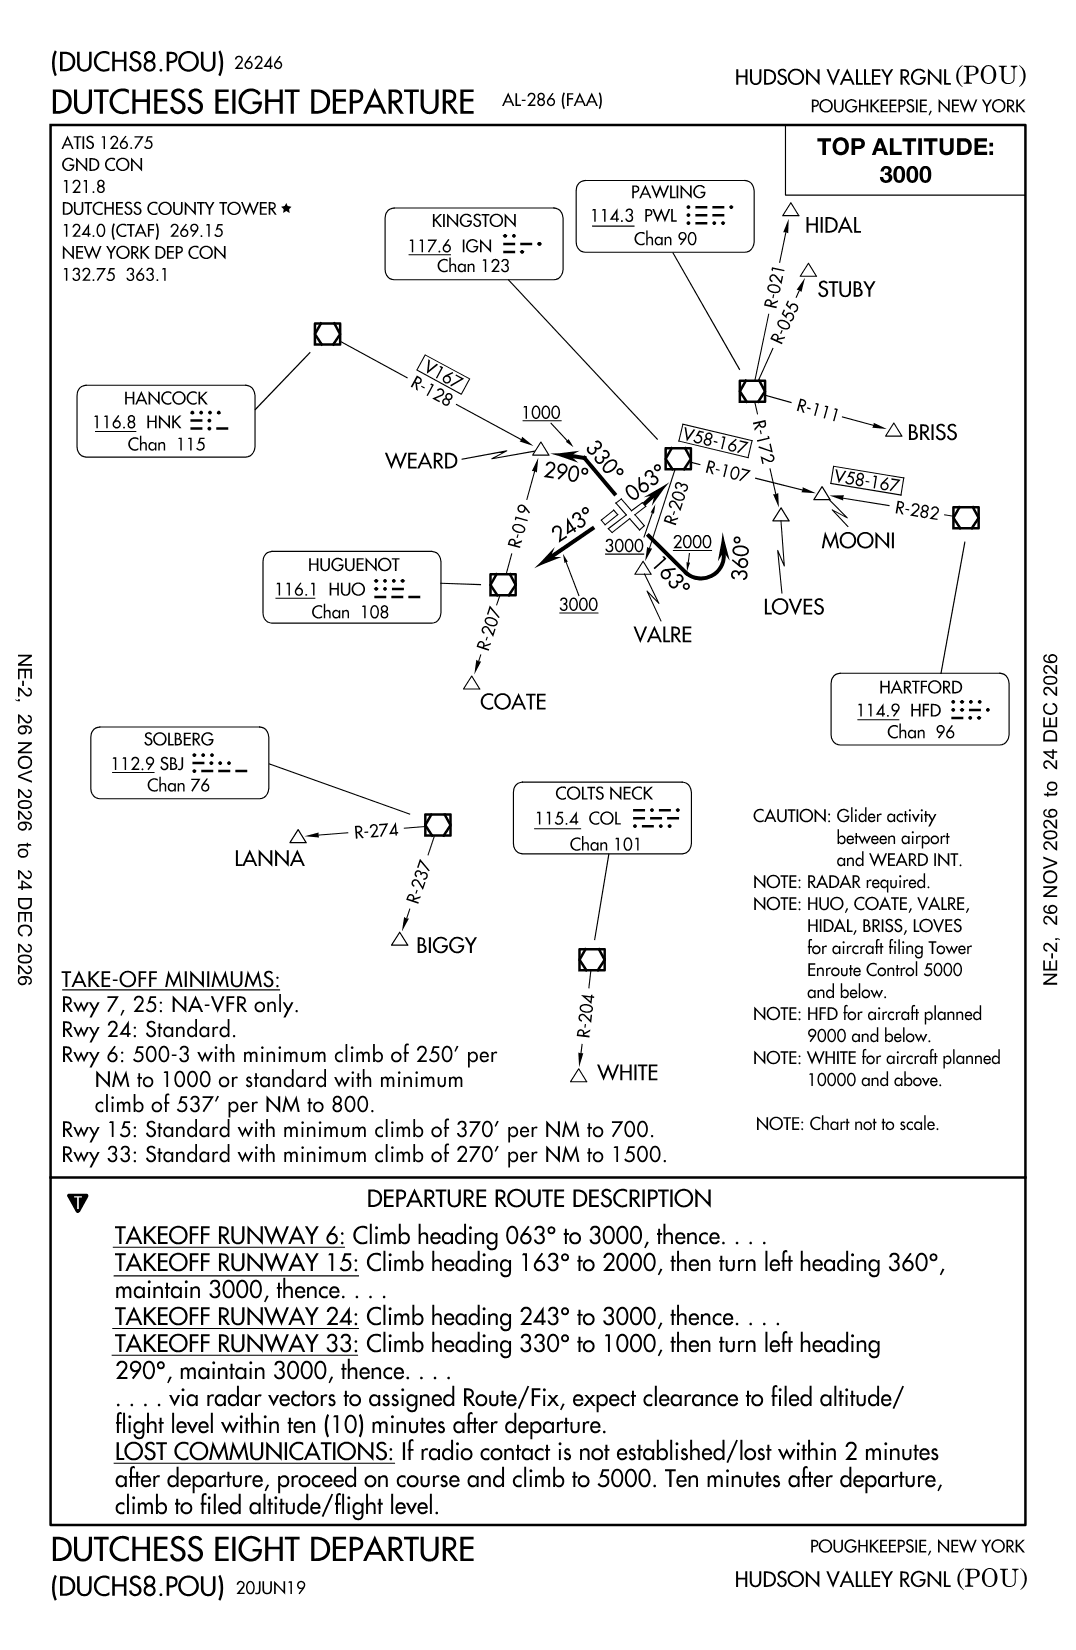 (DUCHS8.POU) 26246
DUTCHESS EIGHT DEPARTURE
AL-286 (FAA)
HUDSON VALLEY RGNL (POU)
POUGHKEEPSIE, NEW YORK
ATIS 126.75
GND CON
121.8
DUTCHESS COUNTY TOWER ★
124.0 (CTAF) 269.15
NEW YORK DEP CON
132.75 363.1
TOP ALTITUDE:
3000
PAWLING
114.3 PWL
Chan 90
KINGSTON
117.6 IGN
Chan 123
HIDAL
R-021
STUBY
R-055
HANCOCK
116.8 HNK
Chan 115
V167
R-128
1000
WEARD
290°
330°
063°
V58-167
R-107
R-172
R-111
BRISS
V58-167
R-282
MOONI
R-203
R-019
243°
3000
2000
163°
360°
3000
VALRE
LOVES
HUGUENOT
116.1 HUO
Chan 108
R-207
COATE
HARTFORD
114.9 HFD
Chan 96
SOLBERG
112.9 SBJ
Chan 76
R-274
LANNA
R-237
BIGGY
COLTS NECK
115.4 COL
Chan 101
R-204
WHITE
CAUTION: Glider activity
between airport
and WEARD INT.
NOTE: RADAR required.
NOTE: HUO, COATE, VALRE,
HIDAL, BRISS, LOVES
for aircraft filing Tower
Enroute Control 5000
and below.
NOTE: HFD for aircraft planned
9000 and below.
NOTE: WHITE for aircraft planned
10000 and above.
NOTE: Chart not to scale.
TAKE-OFF MINIMUMS:
Rwy 7, 25: NA-VFR only.
Rwy 24: Standard.
Rwy 6: 500-3 with minimum climb of 250' per
NM to 1000 or standard with minimum
climb of 537' per NM to 800.
Rwy 15: Standard with minimum climb of 370' per NM to 700.
Rwy 33: Standard with minimum climb of 270' per NM to 1500.
T
DEPARTURE ROUTE DESCRIPTION
TAKEOFF RUNWAY 6: Climb heading 063° to 3000, thence. . . .
TAKEOFF RUNWAY 15: Climb heading 163° to 2000, then turn left heading 360°,
maintain 3000, thence. . . .
TAKEOFF RUNWAY 24: Climb heading 243° to 3000, thence. . . .
TAKEOFF RUNWAY 33: Climb heading 330° to 1000, then turn left heading
290°, maintain 3000, thence. . . .
. . . . via radar vectors to assigned Route/Fix, expect clearance to filed altitude/
flight level within ten (10) minutes after departure.
LOST COMMUNICATIONS: If radio contact is not established/lost within 2 minutes
after departure, proceed on course and climb to 5000. Ten minutes after departure,
climb to filed altitude/flight level.
DUTCHESS EIGHT DEPARTURE
(DUCHS8.POU) 20JUN19
POUGHKEEPSIE, NEW YORK
HUDSON VALLEY RGNL (POU)
NE-2, 26 NOV 2026 to 24 DEC 2026
NE-2, 26 NOV 2026 to 24 DEC 2026